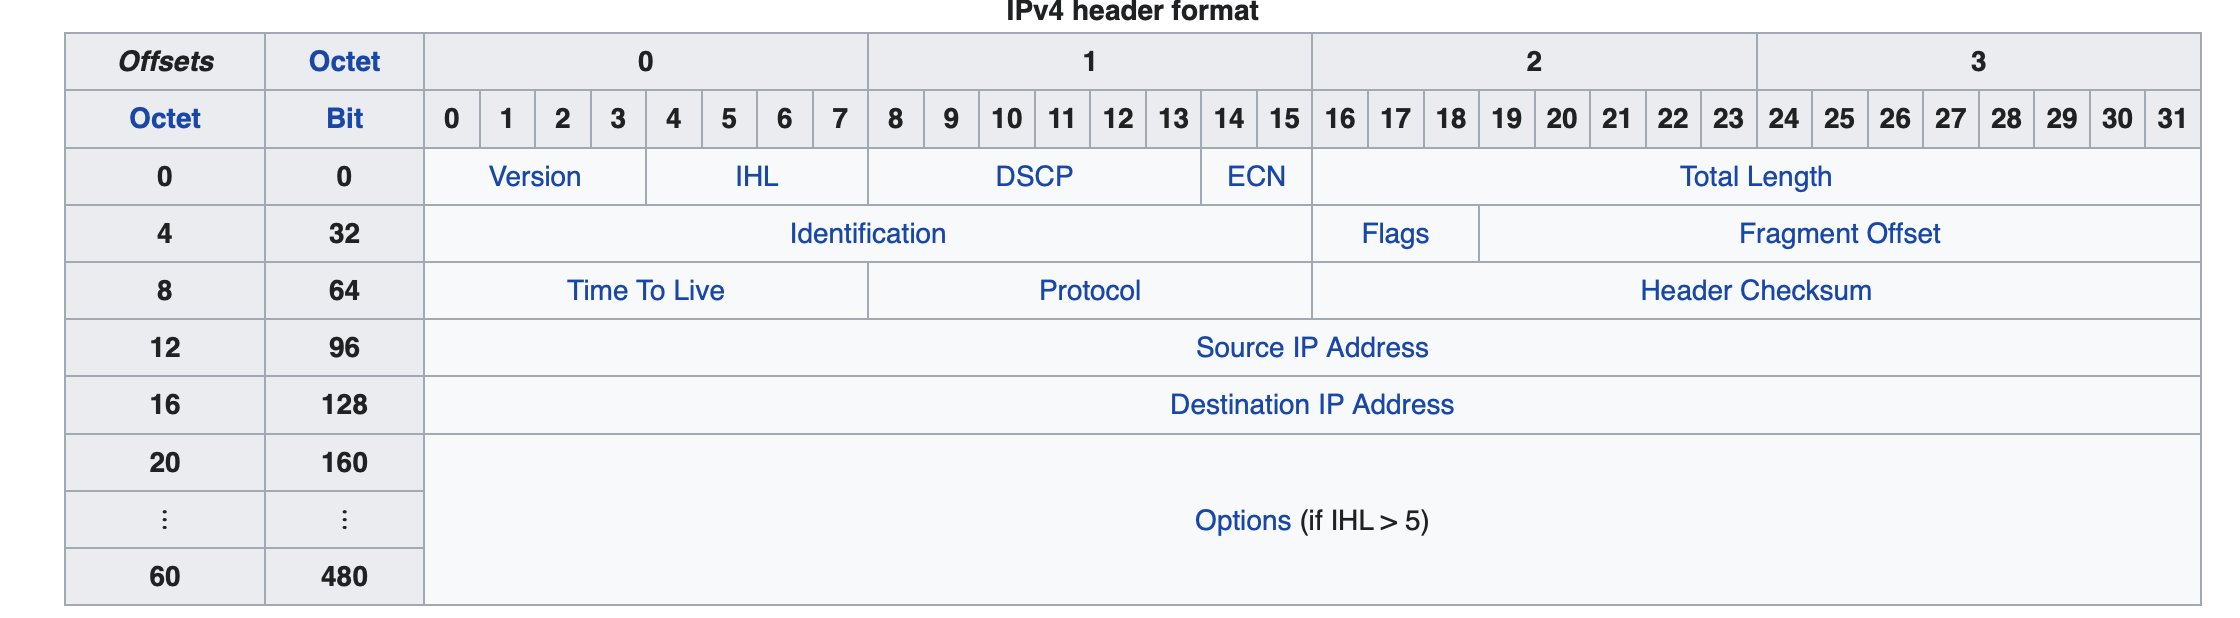 IPv4 header format
Offsets Octet 0 1 2 3
Octet Bit 0 1 2 3 4 5 6 7 8 9 10 11 12 13 14 15 16 17 18 19 20 21 22 23 24 25 26 27 28 29 30 31
0 0 Version IHL DSCP ECN Total Length
4 32 Identification Flags Fragment Offset
8 64 Time To Live Protocol Header Checksum
12 96 Source IP Address
16 128 Destination IP Address
20 160
⋮ ⋮ Options (if IHL > 5)
60 480